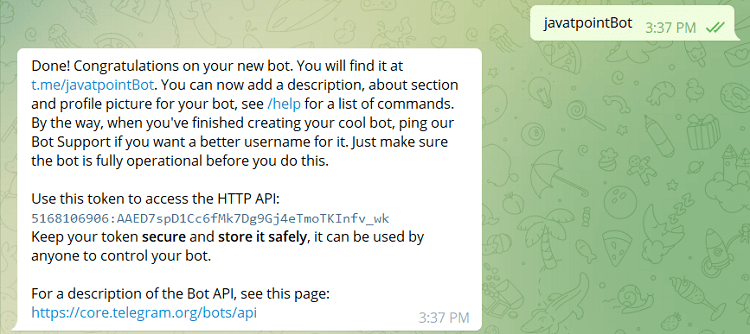 javatpointBot 3:37 PM
Done! Congratulations on your new bot. You will find it at
t.me/javatpointBot. You can now add a description, about section
and profile picture for your bot, see /help for a list of commands.
By the way, when you've finished creating your cool bot, ping our
Bot Support if you want a better username for it. Just make sure
the bot is fully operational before you do this.
Use this token to access the HTTP API:
5168106906:AAED7spD1Cc6fMk7Dg9Gj4eTmoTKInfv_wk
Keep your token secure and store it safely, it can be used by
anyone to control your bot.
For a description of the Bot API, see this page:
https://core.telegram.org/bots/api
3:37 PM